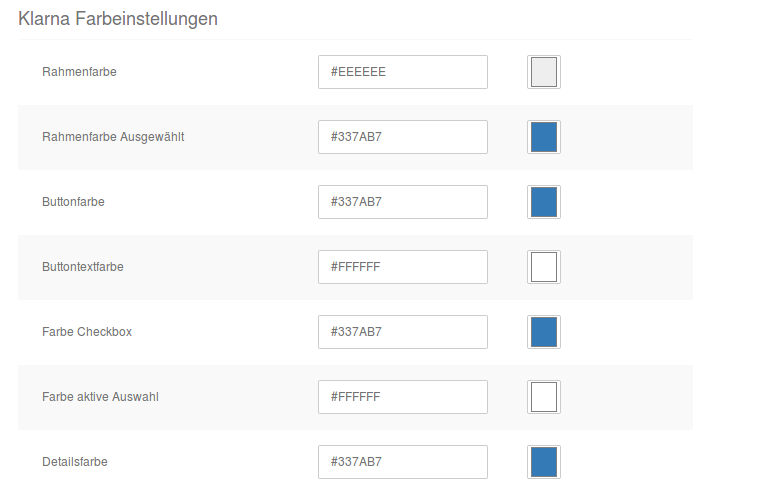 Klarna Farbeinstellungen
Rahmenfarbe #EEEEEE
Rahmenfarbe Ausgewählt #337AB7
Buttonfarbe #337AB7
Buttontextfarbe #FFFFFF
Farbe Checkbox #337AB7
Farbe aktive Auswahl #FFFFFF
Detailsfarbe #337AB7